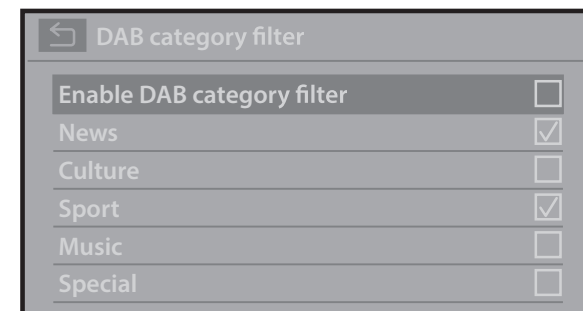 DAB category filter
Enable DAB category filter
News
Culture
Sport
Music
Special